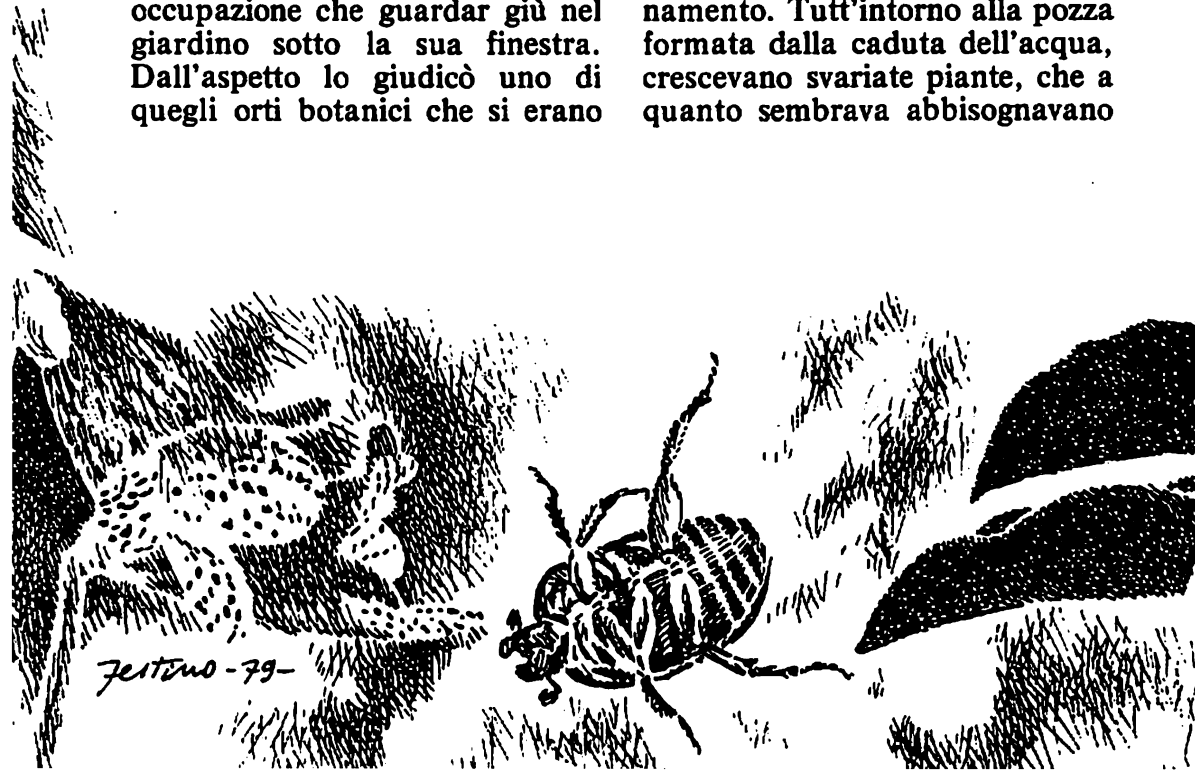 occupazione che guardar giù nel
giardino sotto la sua finestra.
Dall'aspetto lo giudicò uno di
quegli orti botanici che si erano
namento. Tutt'intorno alla pozza
formata dalla caduta dell'acqua,
crescevano svariate piante, che a
quanto sembrava abbisognavano
Festino -79-